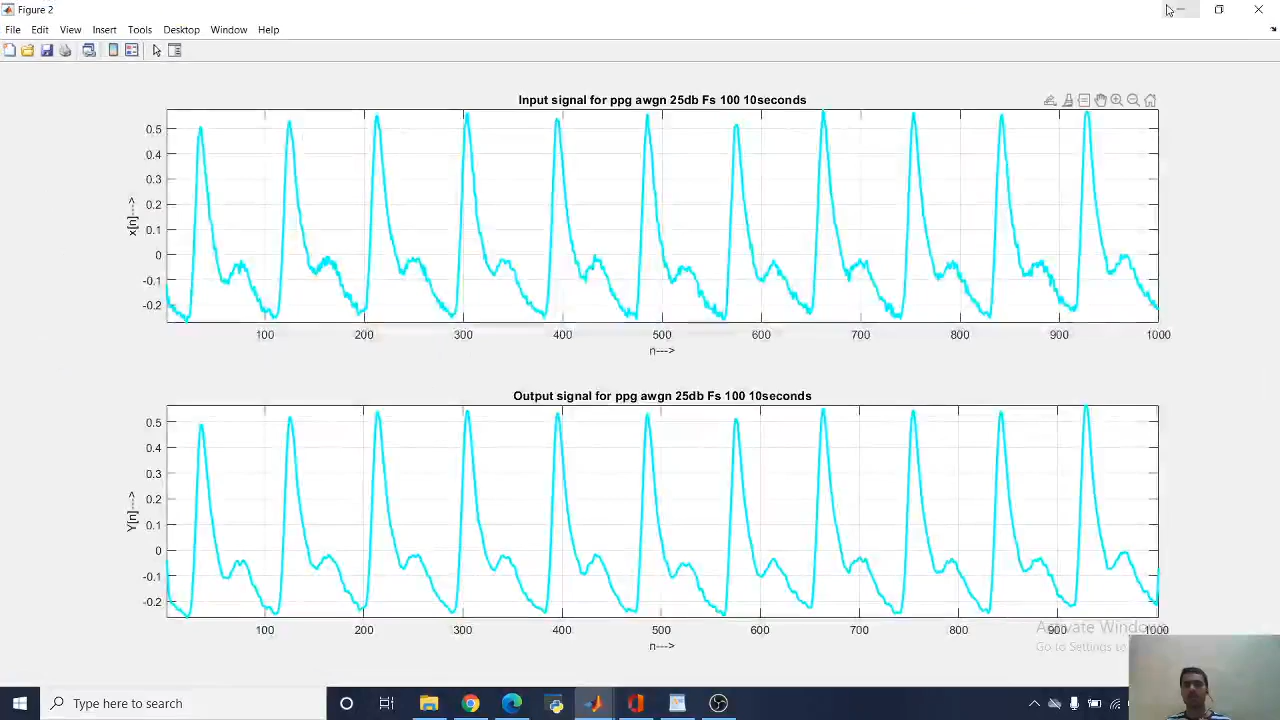 Figure 2
File Edit View Insert Tools Desktop Window Help
Input signal for ppg awgn 25db Fs 100 10seconds
0.5
0.4
0.3
0.2
0.1
0
-0.1
-0.2
x[n]--->
100 200 300 400 500 600 700 800 900 1000
n--->
Output signal for ppg awgn 25db Fs 100 10seconds
0.5
0.4
0.3
0.2
0.1
0
-0.1
-0.2
Y[n]--->
100 200 300 400 500 600 700 800 900 1000
n--->
Activate Windows
Go to Settings to
Type here to search